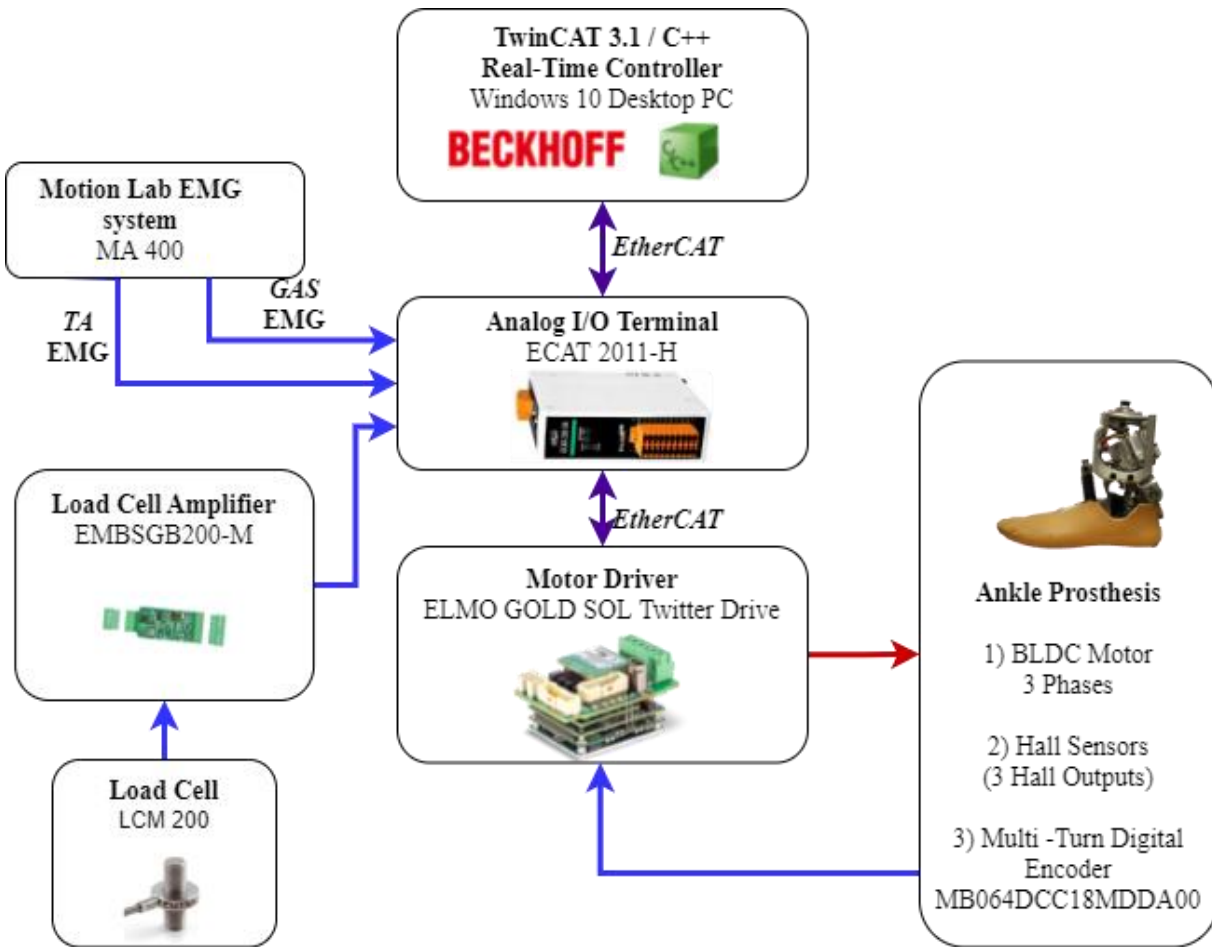 TwinCAT 3.1 / C++
Real-Time Controller
Windows 10 Desktop PC
BECKHOFF
C/C++
Motion Lab EMG
system
MA 400
EtherCAT
GAS
EMG
TA
EMG
Analog I/O Terminal
ECAT 2011-H
Load Cell Amplifier
EMBSGB200-M
EtherCAT
Motor Driver
ELMO GOLD SOL Twitter Drive
Load Cell
LCM 200
Ankle Prosthesis
1) BLDC Motor
3 Phases
2) Hall Sensors
(3 Hall Outputs)
3) Multi -Turn Digital
Encoder
MB064DCC18MDDA00